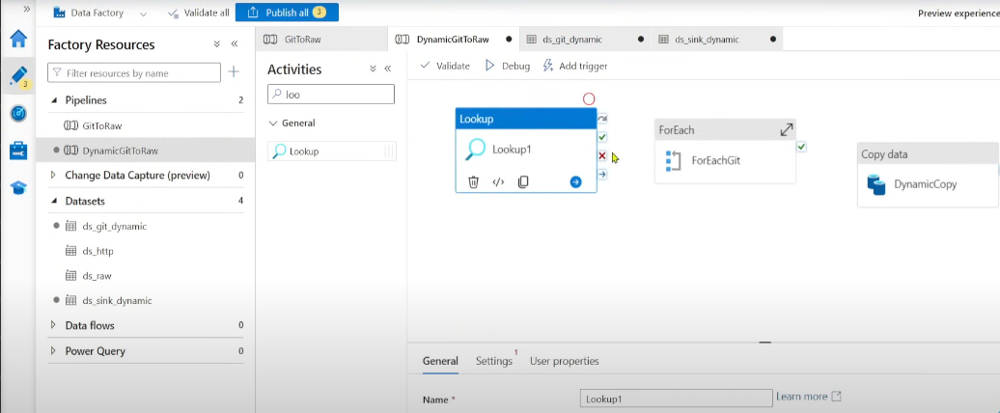 »
Data Factory
Validate all
Publish all 3
Preview experience
Factory Resources
Filter resources by name
Pipelines 2
GitToRaw
DynamicGitToRaw
Change Data Capture (preview) 0
Datasets 4
ds_git_dynamic
ds_http
ds_raw
ds_sink_dynamic
Data flows 0
Power Query 0
3
GitToRaw
DynamicGitToRaw
ds_git_dynamic
ds_sink_dynamic
Activities
loo
General
Lookup
Validate
Debug
Add trigger
Lookup
Lookup1
ForEach
ForEachGit
Copy data
DynamicCopy
General
Settings 1
User properties
Name *
Lookup1
Learn more